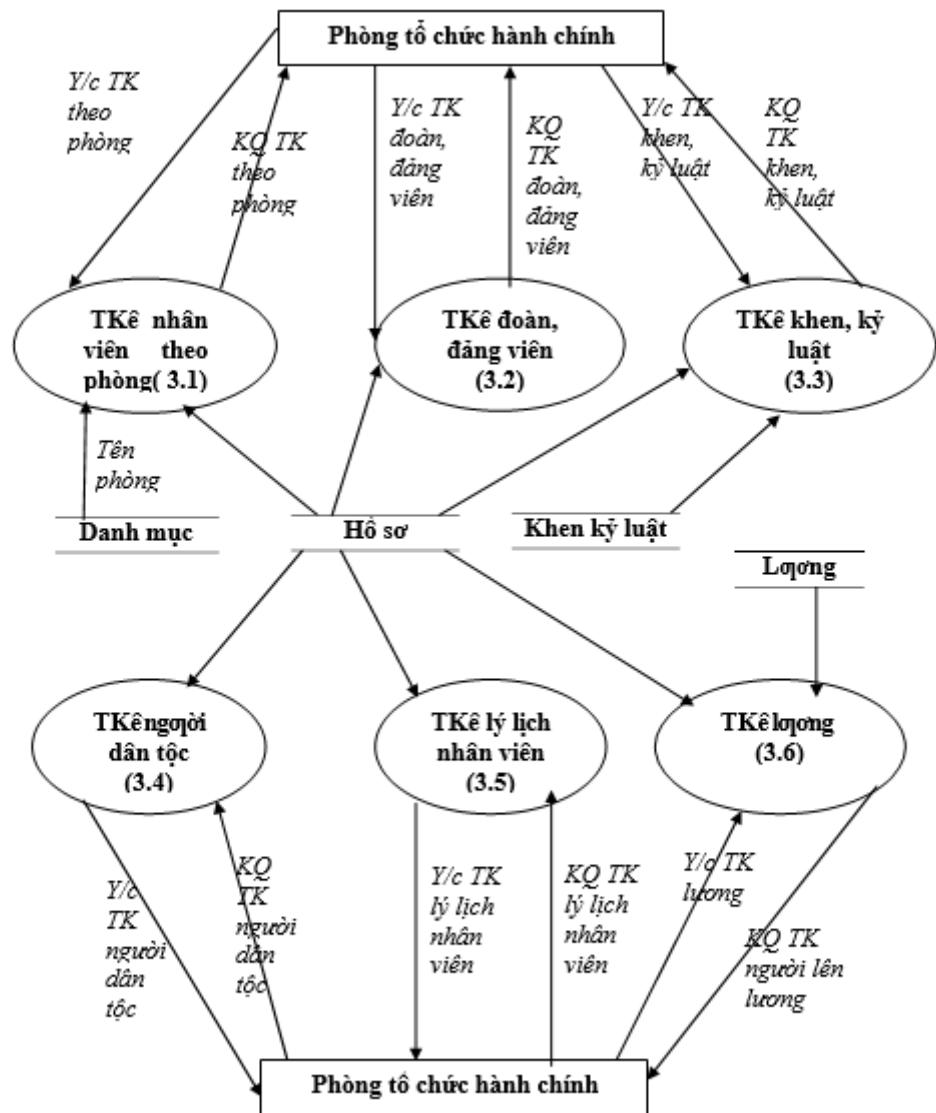 Phòng tổ chức hành chính
Y/c TK
theo
phòng
KQ TK
theo
phòng
Y/c TK
đoàn,
đảng
viên
KQ
TK
đoàn,
đảng
viên
Y/c TK
khen,
kỷ luật
KQ
TK
khen,
kỷ luật
TKê nhân
viên theo
phòng( 3.1)
TKê đoàn,
đảng viên
(3.2)
TKê khen, kỷ
luật
(3.3)
Tên
phòng
Danh mục
Hồ sơ
Khen kỷ luật
Lƣơng
TKê ngƣời
dân tộc
(3.4)
TKê lý lịch
nhân viên
(3.5)
TKê lƣơng
(3.6)
Y/c
TK
người
dân
tộc
KQ
TK
người
dân
tộc
Y/c TK
lý lịch
nhân
viên
KQ TK
lý lịch
nhân
viên
Y/c TK
lương
KQ TK
người lên
lương
Phòng tổ chức hành chính